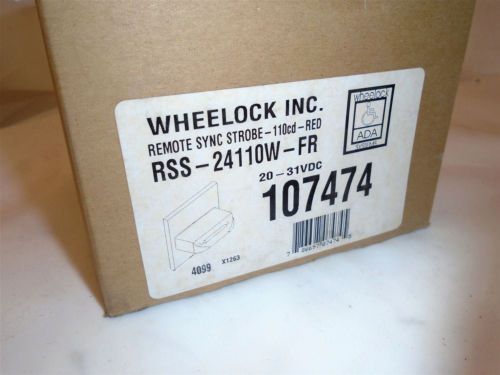 WHEELOCK INC.
REMOTE SYNC STROBE-110cd-RED
RSS-24110W-FR
20-31VDC
107474
4099 X1263
wheelock
ADA